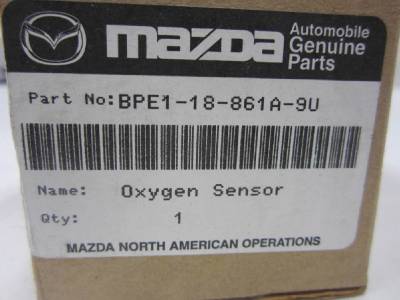 mazda
Automobile
Genuine
Parts
Part No:BPE1-18-861A-9U
Name: Oxygen Sensor
Qty: 1
MAZDA NORTH AMERICAN OPERATIONS